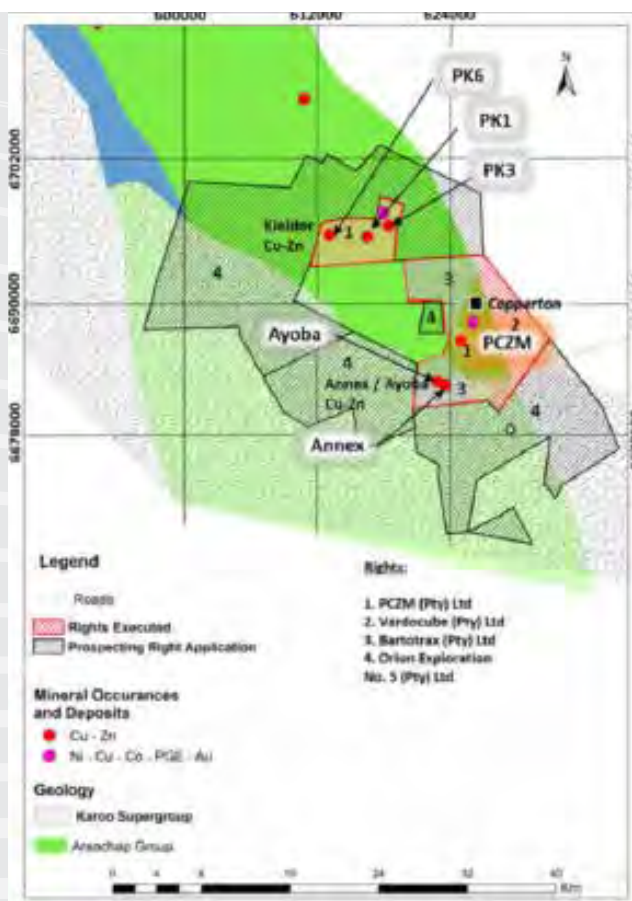 600000 612000 624000
N
PK6
PK1
PK3
6702000
Kielder
Cu-Zn
1
4
3
6690000
Copperton
4
2
Ayoba
1
PCZM
4
Annex / Ayoba
Cu-Zn
3
4
Annex
6678000
Legend
Roads
Rights Executed
Prospecting Right Application
Mineral Occurances
and Deposits
Cu - Zn
Ni - Cu - Co - PGE - Au
Geology
Karoo Supergroup
Areachap Group
Rights:
1. PCZM (Pty) Ltd
2. Vardocube (Pty) Ltd
3. Bartotrax (Pty) Ltd
4. Orion Exploration
No. 5 (Pty) Ltd
0 4 8 16 24 32 40
Km